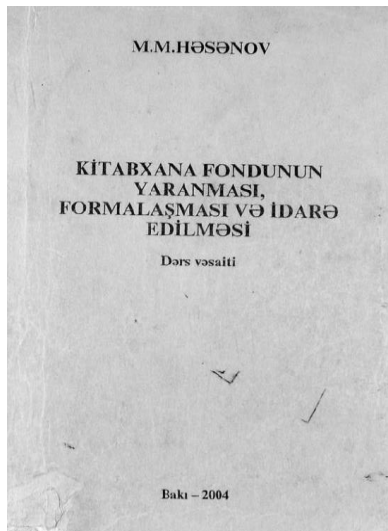 M.M.HƏSƏNOV
KİTABXANA FONDUNUN
YARANMASI,
FORMALAŞMASI VƏ İDARƏ
EDİLMƏSİ
Dərs vəsaiti
Bakı – 2004